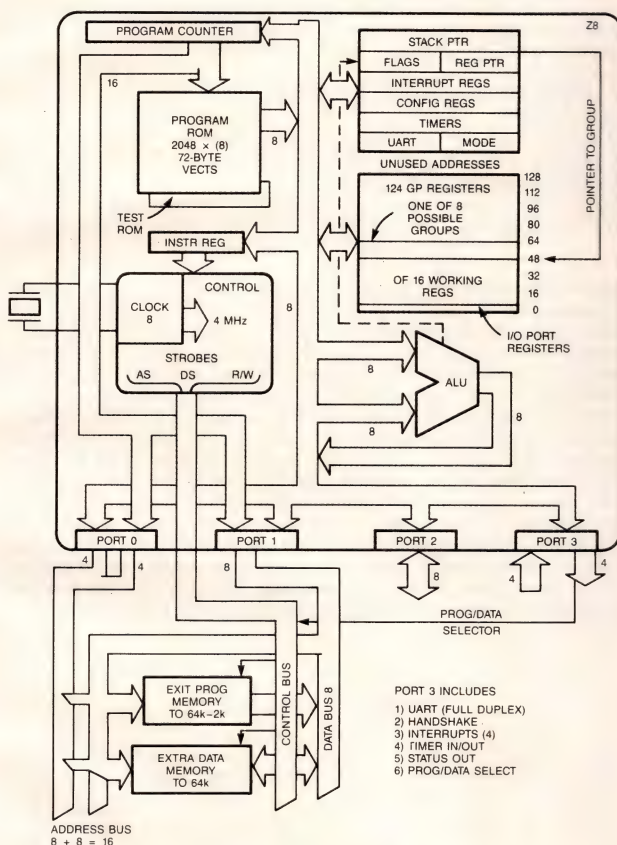 Z8
PROGRAM COUNTER
16
PROGRAM
ROM
2048 × (8)
72-BYTE
VECTS
8
TEST
ROM
INSTR REG
CLOCK
8
CONTROL
4 MHz
STROBES
AS DS R/W
8
STACK PTR
FLAGS REG PTR
INTERRUPT REGS
CONFIG REGS
TIMERS
UART MODE
UNUSED ADDRESSES
124 GP REGISTERS
ONE OF 8
POSSIBLE
GROUPS
OF 16 WORKING
REGS
128
112
96
80
64
48
32
16
0
POINTER TO GROUP
I/O PORT
REGISTERS
8
ALU
8
8
PORT 0
PORT 1
PORT 2
PORT 3
4
4
8
8
4
4
PROG/DATA
SELECTOR
EXIT PROG
MEMORY
TO 64k-2k
EXTRA DATA
MEMORY
TO 64k
CONTROL BUS
DATA BUS 8
PORT 3 INCLUDES
1) UART (FULL DUPLEX)
2) HANDSHAKE
3) INTERRUPTS (4)
4) TIMER IN/OUT
5) STATUS OUT
6) PROG/DATA SELECT
ADDRESS BUS
8 + 8 = 16